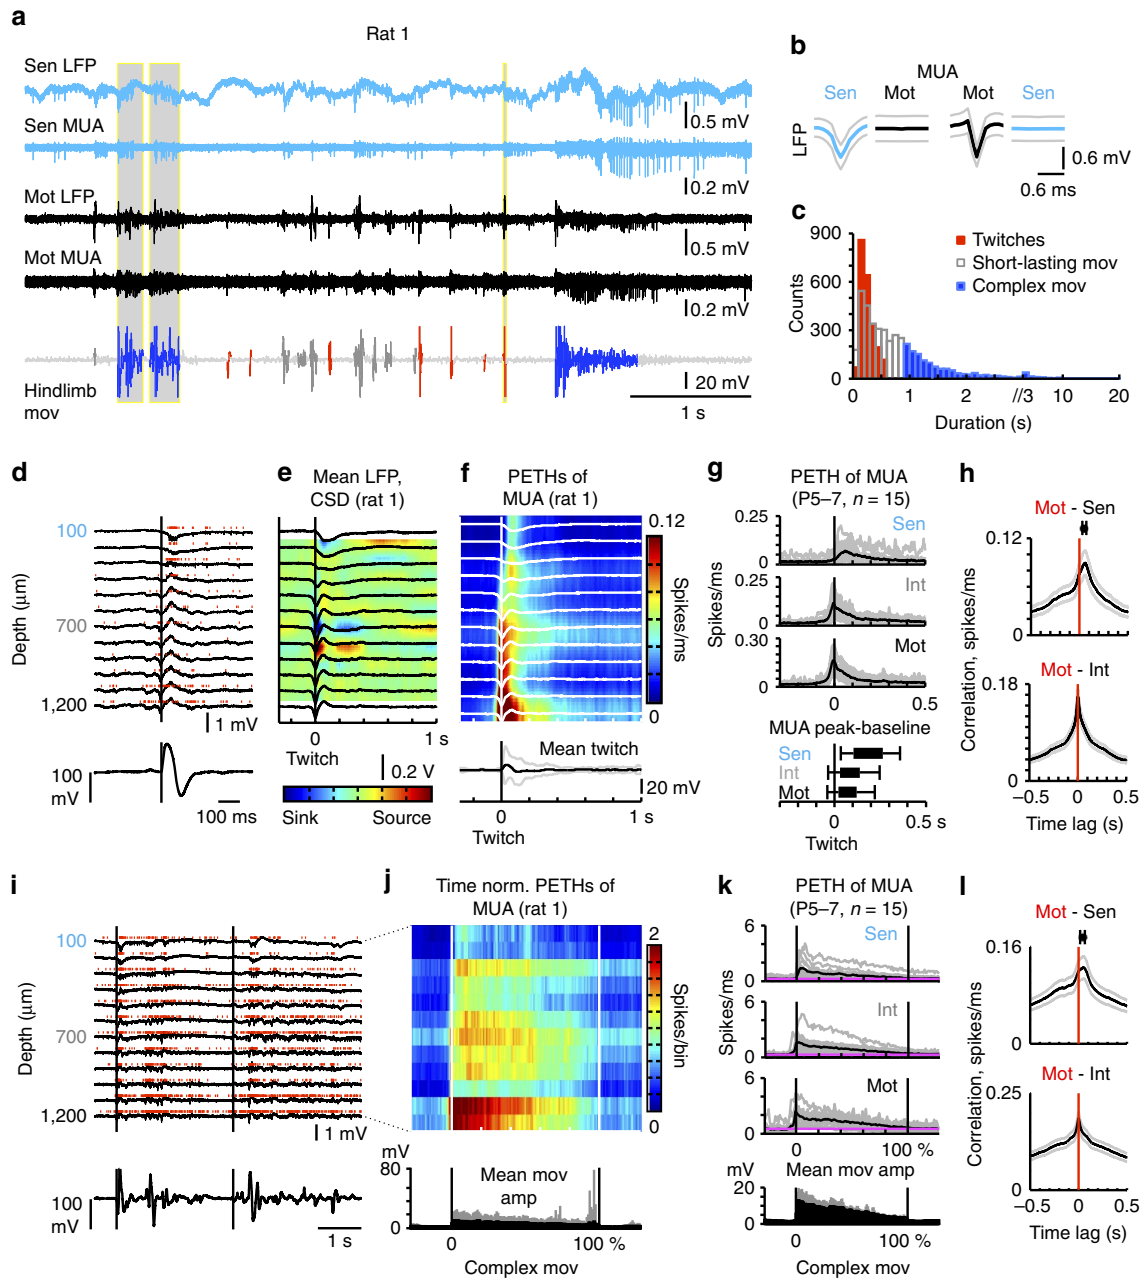 a
Rat 1
Sen LFP
0.5 mV
Sen MUA
0.2 mV
Mot LFP
0.5 mV
Mot MUA
0.2 mV
Hindlimb
mov
20 mV
1 s
b
MUA
Sen Mot Mot Sen
LFP
0.6 mV
0.6 ms
c
900
600
300
0
Counts
Twitches
Short-lasting mov
Complex mov
0 1 2 //3 10 20
Duration (s)
d
100
700
1,200
Depth (µm)
1 mV
100
mV
100 ms
e
Mean LFP,
CSD (rat 1)
0 1 s
Twitch
0.2 V
Sink Source
f
PETHs of
MUA (rat 1)
0.12
0
Spikes/ms
Mean twitch
20 mV
0 1 s
Twitch
g
PETH of MUA
(P5–7, n = 15)
0.25
Sen
0
0.25
Int
0
0.30
Mot
0
Spikes/ms
0 0.5
MUA peak-baseline
Sen
Int
Mot
0 0.5 s
Twitch
h
Mot - Sen
0.12
0
Mot - Int
0.18
0
Correlation, spikes/ms
–0.5 0 0.5
Time lag (s)
i
100
700
1,200
Depth (µm)
1 mV
100
mV
1 s
j
Time norm. PETHs of
MUA (rat 1)
2
0
Spikes/bin
mV
80
0
Mean mov
amp
0 100 %
Complex mov
k
PETH of MUA
(P5–7, n = 15)
6
Sen
0
6
Int
0
6
Mot
0
Spikes/ms
0 100 %
mV
Mean mov amp
20
0
0 100 %
Complex mov
l
Mot - Sen
0.16
0
Mot - Int
0.25
0
Correlation, spikes/ms
–0.5 0 0.5
Time lag (s)